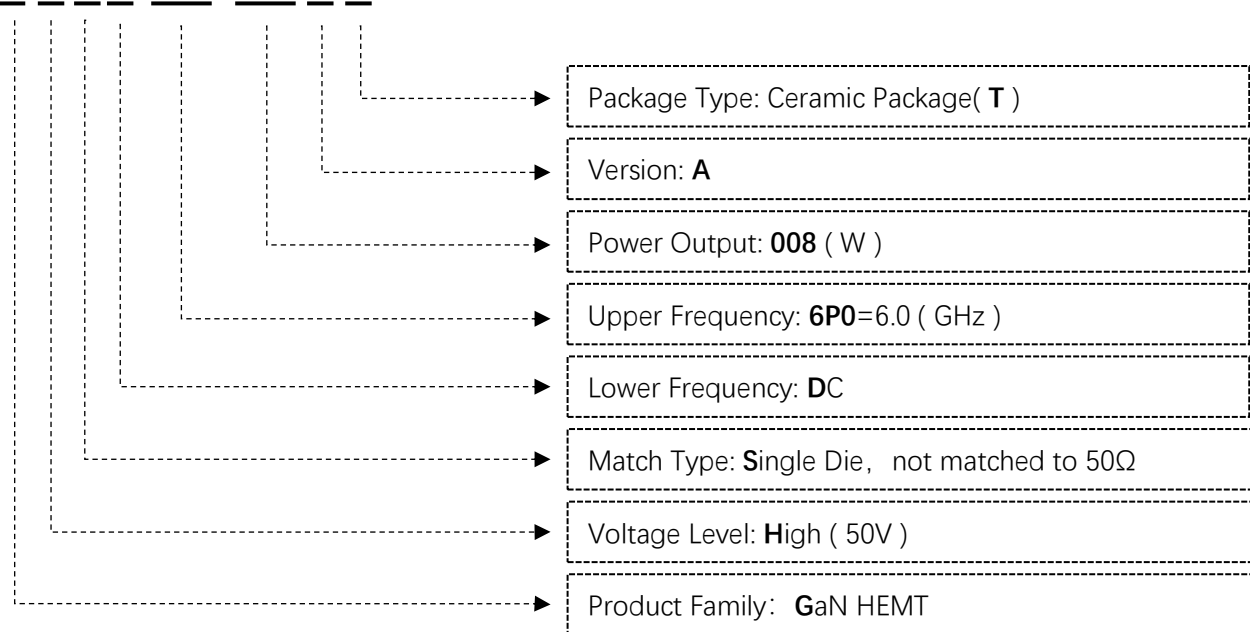 Package Type: Ceramic Package( T )
Version: A
Power Output: 008 ( W )
Upper Frequency: 6P0=6.0 ( GHz )
Lower Frequency: DC
Match Type: Single Die， not matched to 50Ω
Voltage Level: High ( 50V )
Product Family： GaN HEMT